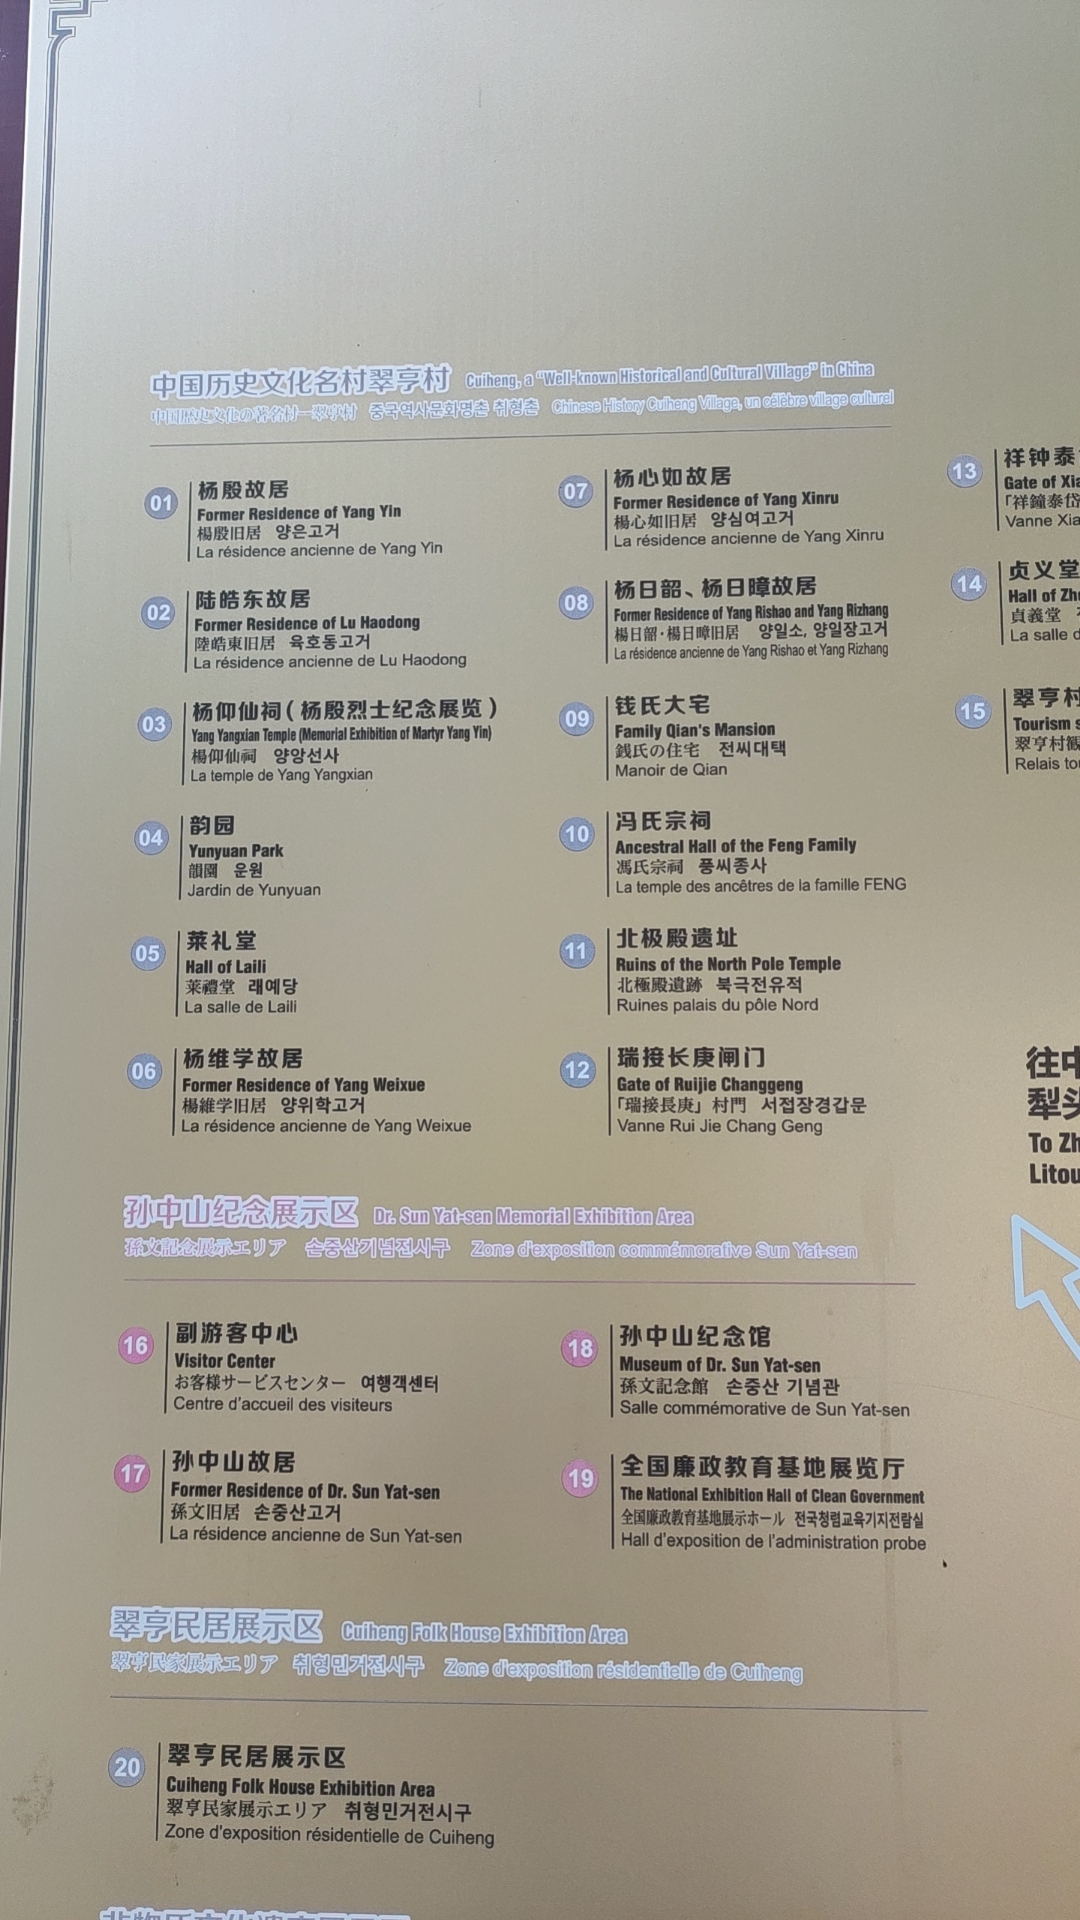 中国历史文化名村翠亨村 Cuiheng, a “Well-known Historical and Cultural Village” in China
中国歴史文化の著名村—翠亨村 중국역사문화명촌 취형촌 Chinese History Cuiheng Village, un célèbre village culturel
01 杨殷故居
Former Residence of Yang Yin
楊殷旧居 양은고거
La résidence ancienne de Yang Yin
02 陆皓东故居
Former Residence of Lu Haodong
陸皓東旧居 육호동고거
La résidence ancienne de Lu Haodong
03 杨仰仙祠(杨殷烈士纪念展览)
Yang Yangxian Temple (Memorial Exhibition of Martyr Yang Yin)
楊仰仙祠 양앙선사
La temple de Yang Yangxian
04 韵园
Yunyuan Park
韻園 운원
Jardin de Yunyuan
05 莱礼堂
Hall of Laili
莱禮堂 래예당
La salle de Laili
06 杨维学故居
Former Residence of Yang Weixue
楊維学旧居 양위학고거
La résidence ancienne de Yang Weixue
07 杨心如故居
Former Residence of Yang Xinru
楊心如旧居 양심여고거
La résidence ancienne de Yang Xinru
08 杨日韶、杨日暲故居
Former Residence of Yang Rishao and Yang Rizhang
楊日韶·楊日暲旧居 양일소, 양일장고거
La résidence ancienne de Yang Rishao et Yang Rizhang
09 钱氏大宅
Family Qian's Mansion
銭氏の住宅 전씨대택
Manoir de Qian
10 冯氏宗祠
Ancestral Hall of the Feng Family
馮氏宗祠 풍씨종사
La temple des ancêtres de la famille FENG
11 北极殿遗址
Ruins of the North Pole Temple
北極殿遺跡 북극전유적
Ruines palais du pôle Nord
12 瑞接长庚闸门
Gate of Ruijie Changgeng
「瑞接長庚」村門 서접장경갑문
Vanne Rui Jie Chang Geng
13 祥钟泰
Gate of Xia
「祥鐘泰岱
Vanne Xia
14 贞义堂
Hall of Zhe
貞義堂
La salle d
15 翠亨村
Tourism s
翠亨村観
Relais tou
往中
犁头
To Zh
Litou
孙中山纪念展示区 Dr. Sun Yat-sen Memorial Exhibition Area
孫文記念展示エリア 손중산기념전시구 Zone d'exposition commémorative Sun Yat-sen
16 副游客中心
Visitor Center
お客様サービスセンター 여행객센터
Centre d'accueil des visiteurs
17 孙中山故居
Former Residence of Dr. Sun Yat-sen
孫文旧居 손중산고거
La résidence ancienne de Sun Yat-sen
18 孙中山纪念馆
Museum of Dr. Sun Yat-sen
孫文記念館 손중산 기념관
Salle commémorative de Sun Yat-sen
19 全国廉政教育基地展览厅
The National Exhibition Hall of Clean Government
全国廉政教育基地展示ホール 전국청렴교육기지전람실
Hall d'exposition de l'administration probe
翠亨民居展示区 Cuiheng Folk House Exhibition Area
翠亨民家展示エリア 취형민거전시구 Zone d'exposition résidentielle de Cuiheng
20 翠亨民居展示区
Cuiheng Folk House Exhibition Area
翠亨民家展示エリア 취형민거전시구
Zone d'exposition résidentielle de Cuiheng